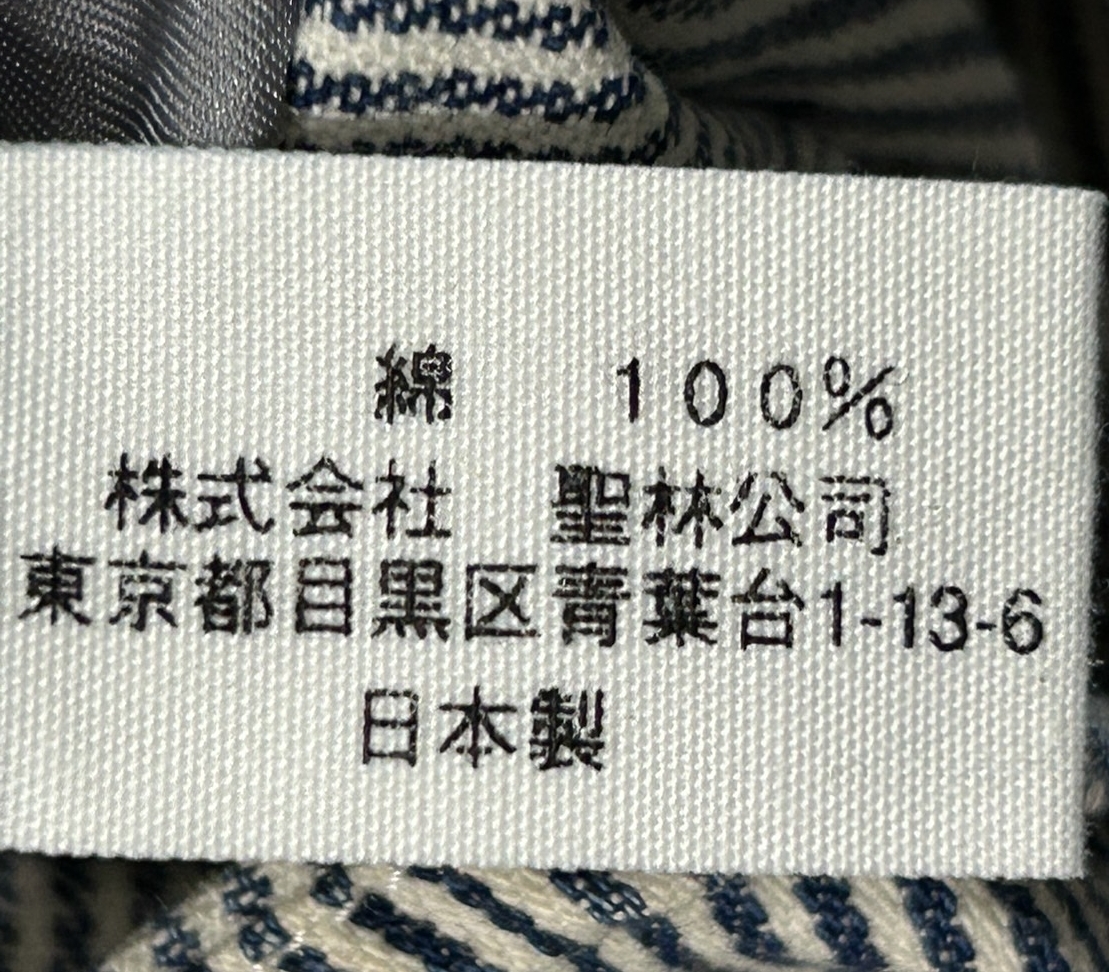 綿　100%
株式会社　聖林公司
東京都目黒区青葉台1-13-6
日本製